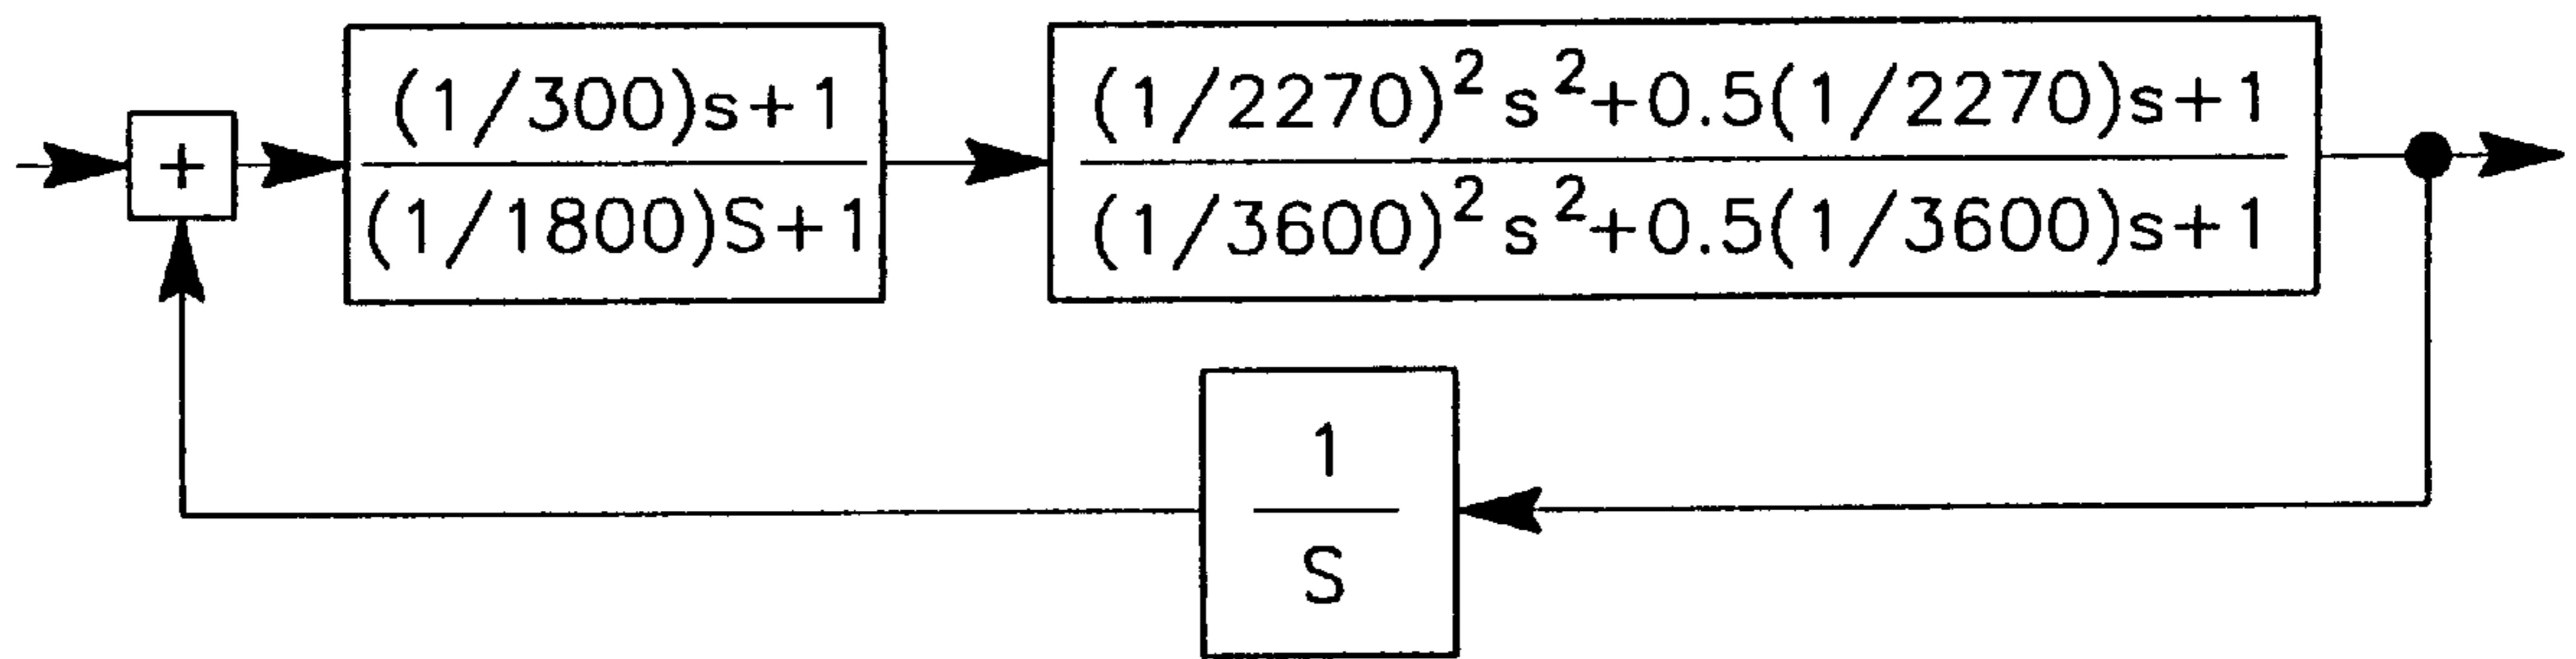 +
(1/300)s+1
(1/1800)S+1
(1/2270)² s²+0.5(1/2270)s+1
(1/3600)² s²+0.5(1/3600)s+1
1
S